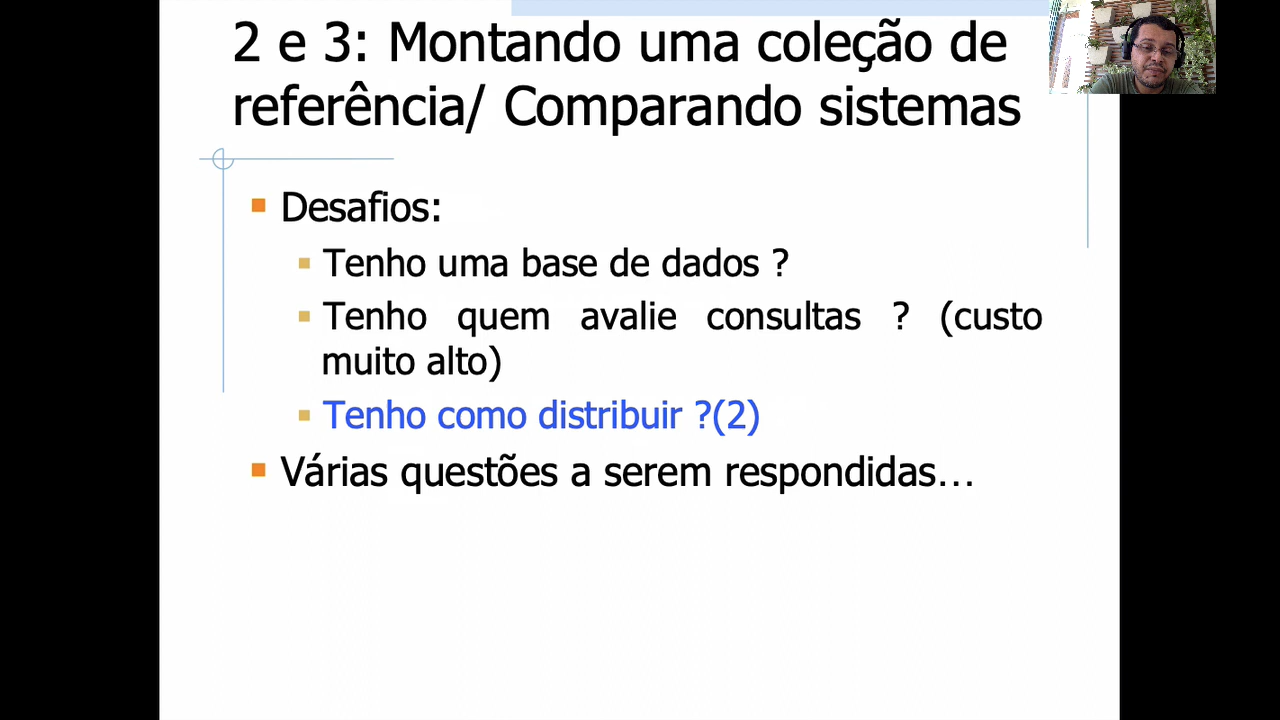 2 e 3: Montando uma coleção de
referência/ Comparando sistemas
Desafios:
Tenho uma base de dados ?
Tenho quem avalie consultas ? (custo
muito alto)
Tenho como distribuir ?(2)
Várias questões a serem respondidas…